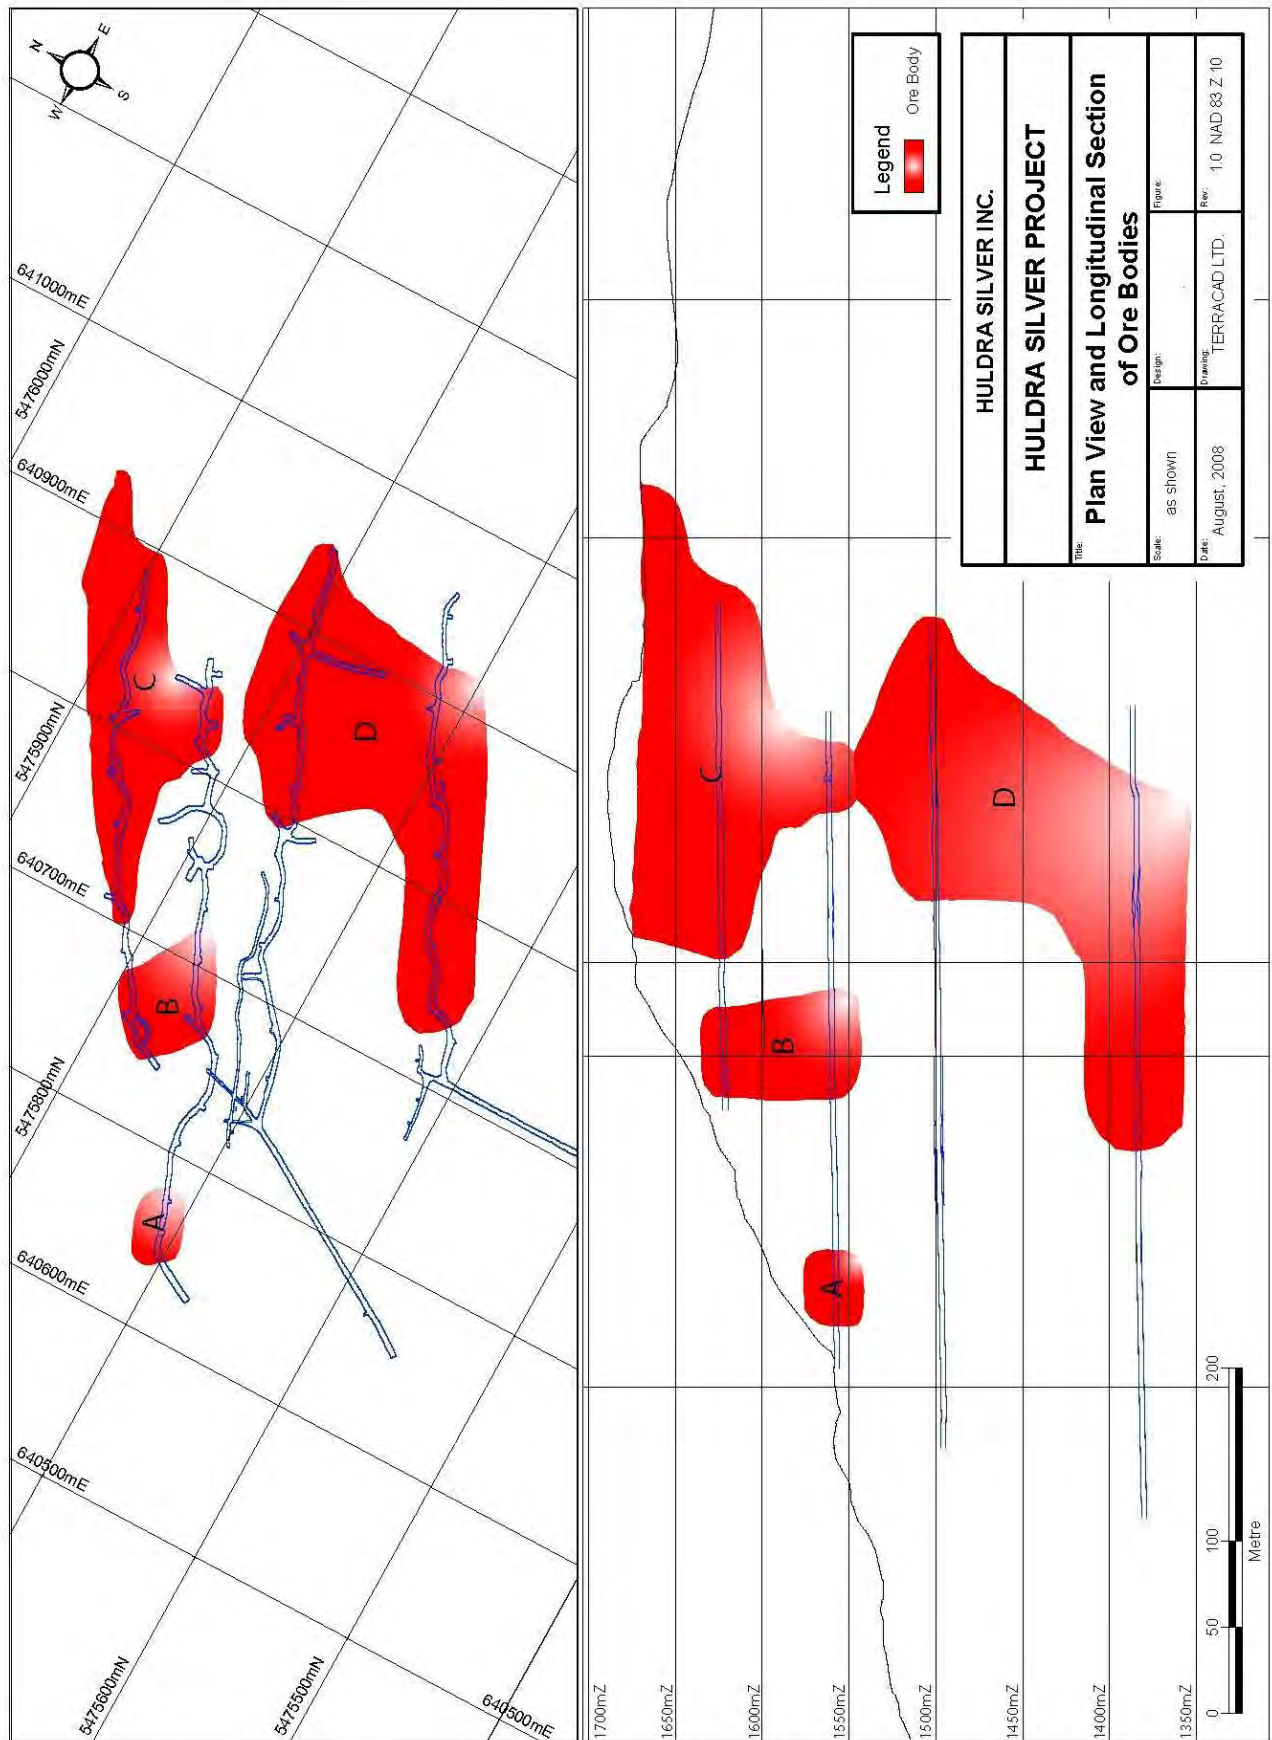 N
E
S
W
641000mE
5476000mN
640900mE
5475900mN
640700mE
5475800mN
640600mE
640500mE
5475600mN
5475500mN
640500mE
A
B
C
D
1700mZ
1650mZ
1600mZ
1550mZ
1500mZ
1450mZ
1400mZ
1350mZ
A
B
C
D
0 50 100 200
Metre
Legend
Ore Body
HULDRA SILVER INC.
HULDRA SILVER PROJECT
Title:
Plan View and Longitudinal Section
of Ore Bodies
Scale: as shown
Design:
Figure:
Date: August, 2008
Drawing: TERRACAD LTD.
Rev: 1.0 NAD 83 Z 10